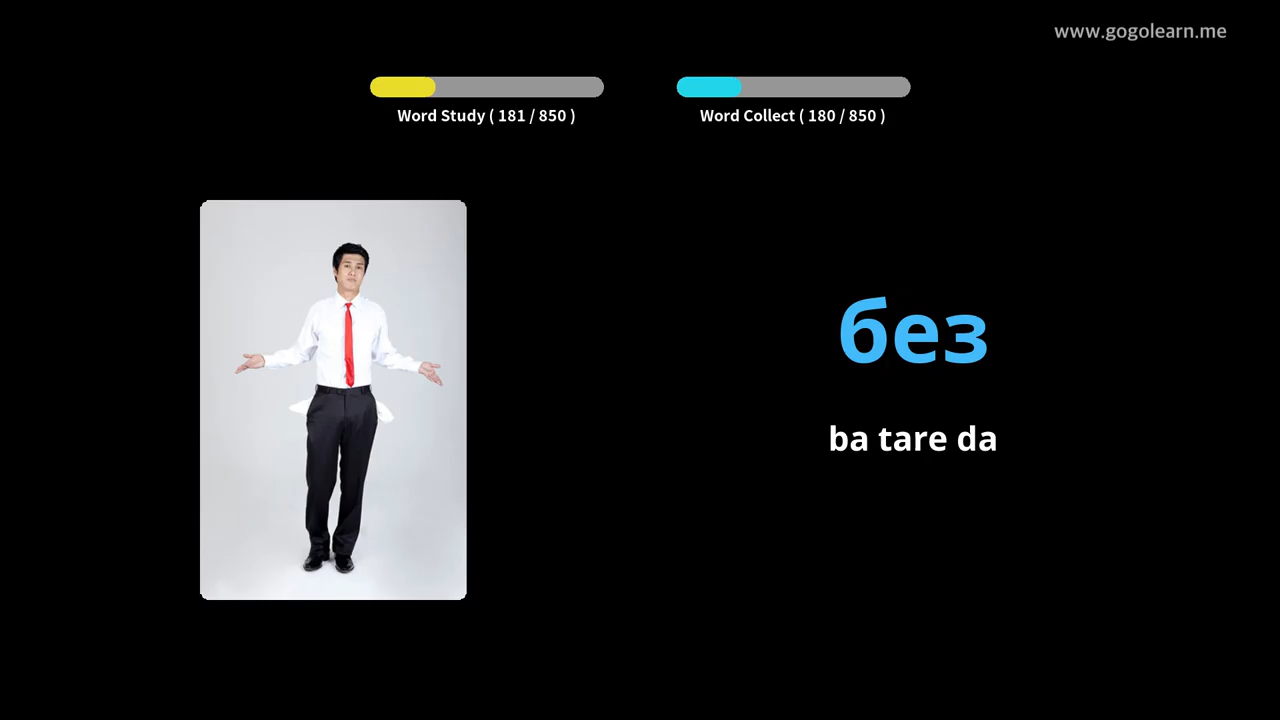 www.gogolearn.me
Word Study ( 181 / 850 )
Word Collect ( 180 / 850 )
без
ba tare da